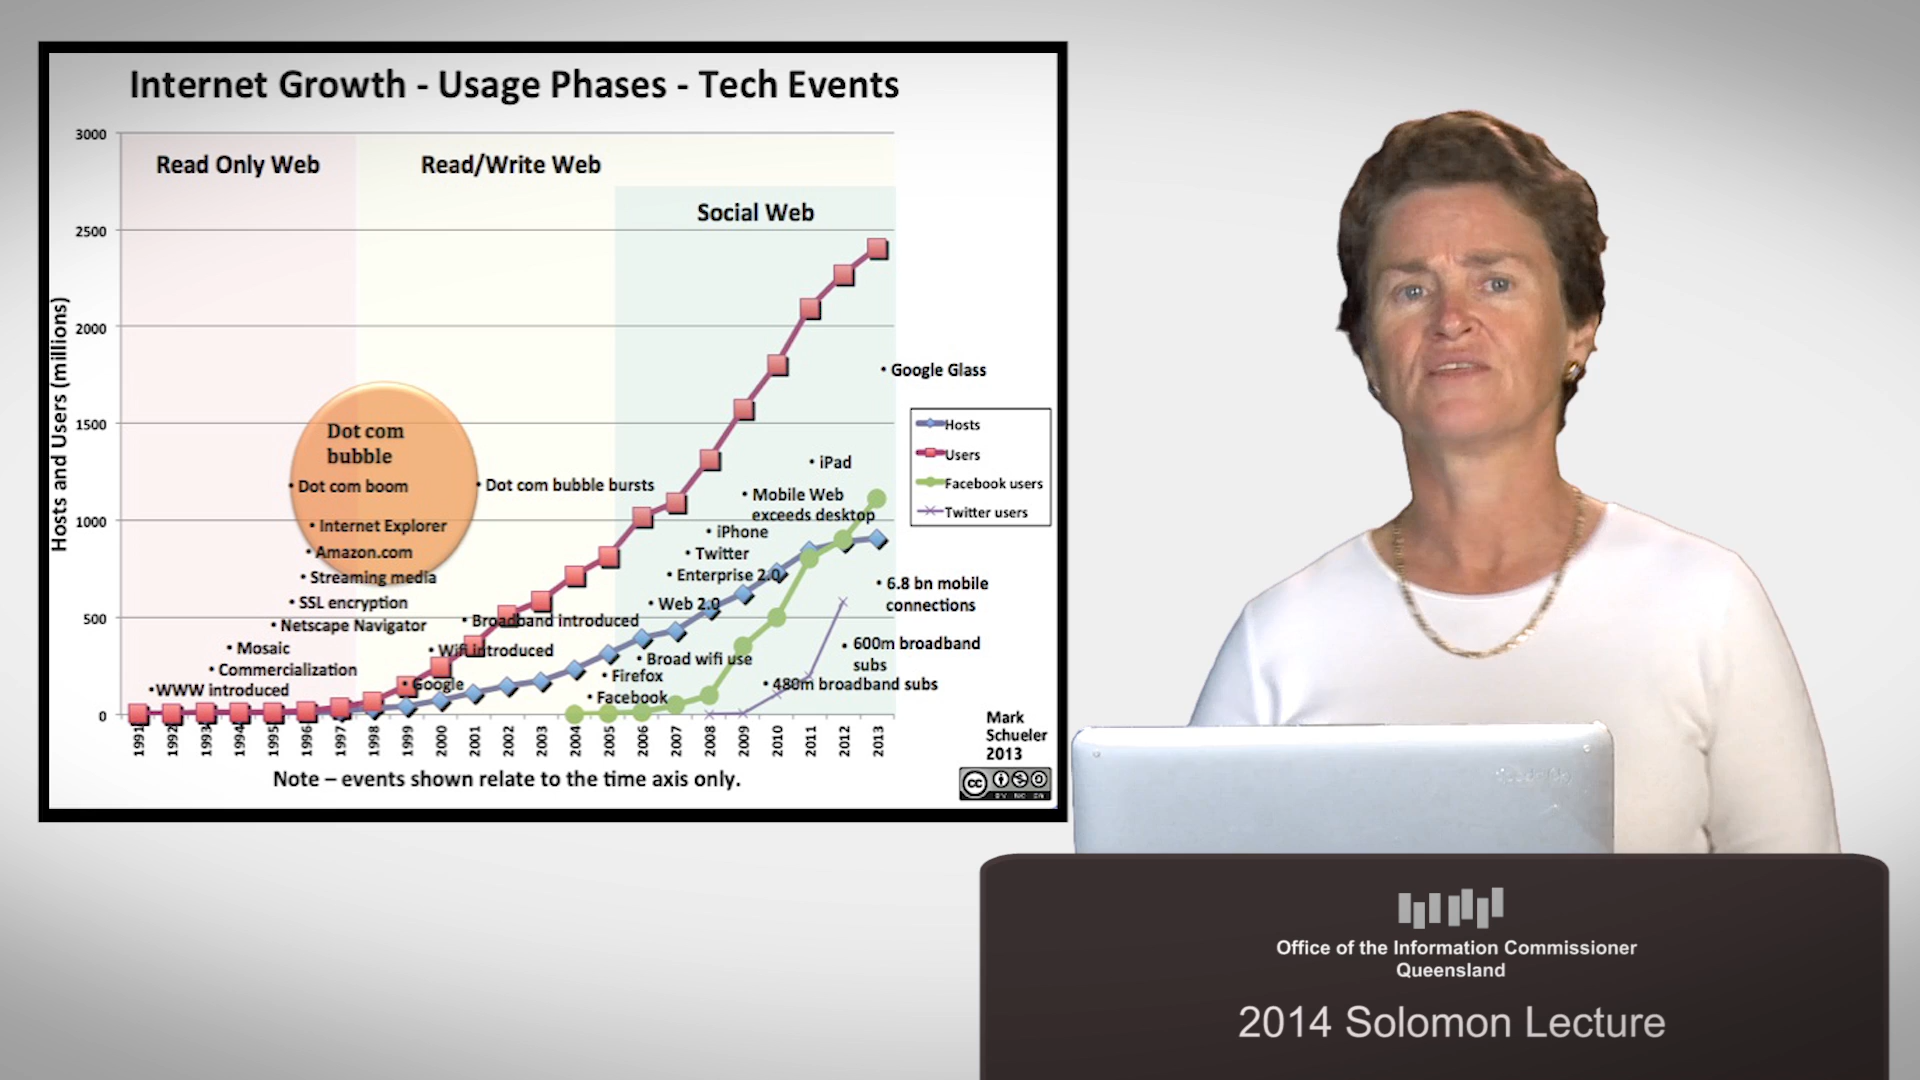 Internet Growth - Usage Phases - Tech Events
3000
2500
2000
1500
1000
500
0
Hosts and Users (millions)
Read Only Web
Read/Write Web
Social Web
Dot com
bubble
• Dot com boom
• Dot com bubble bursts
• Internet Explorer
• Amazon.com
• Streaming media
• SSL encryption
• Netscape Navigator
• Mosaic
• Commercialization
•WWW introduced
• Broadband introduced
• Wifi introduced
• Google
• Google Glass
• iPad
• Mobile Web
exceeds desktop
• iPhone
• Twitter
• Enterprise 2.0
• Web 2.0
• Broad wifi use
• Firefox
• Facebook
• 6.8 bn mobile
connections
• 600m broadband
subs
• 480m broadband subs
Hosts
Users
Facebook users
Twitter users
1991
1992
1993
1994
1995
1996
1997
1998
1999
2000
2001
2002
2003
2004
2005
2006
2007
2008
2009
2010
2011
2012
2013
Note – events shown relate to the time axis only.
Mark
Schueler
2013
cc
BY NC SA
Office of the Information Commissioner
Queensland
2014 Solomon Lecture